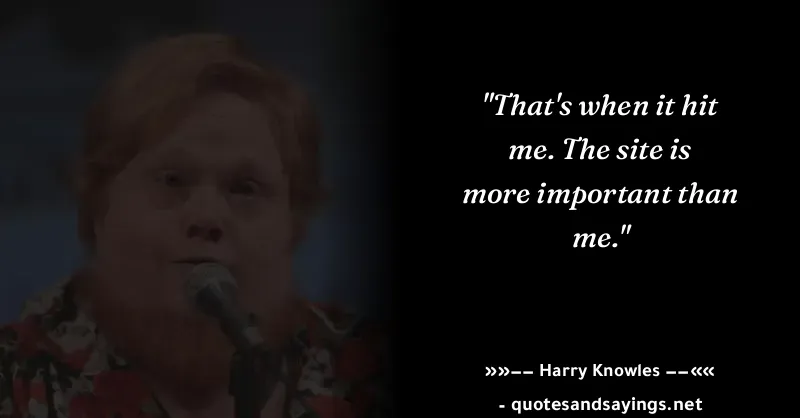 "That's when it hit
me. The site is
more important than
me."
»»−− Harry Knowles −−««
- quotesandsayings.net